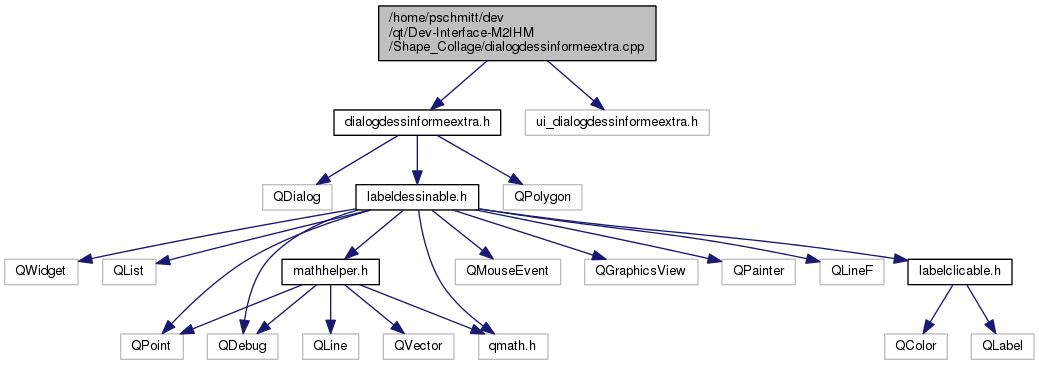 /home/pschmitt/dev
/qt/Dev-Interface-M2IHM
/Shape_Collage/dialogdessinformeextra.cpp
dialogdessinformeextra.h
ui_dialogdessinformeextra.h
QDialog
labeldessinable.h
QPolygon
QWidget
QList
mathhelper.h
QMouseEvent
QGraphicsView
QPainter
QLineF
labelclicable.h
QPoint
QDebug
QLine
QVector
qmath.h
QColor
QLabel